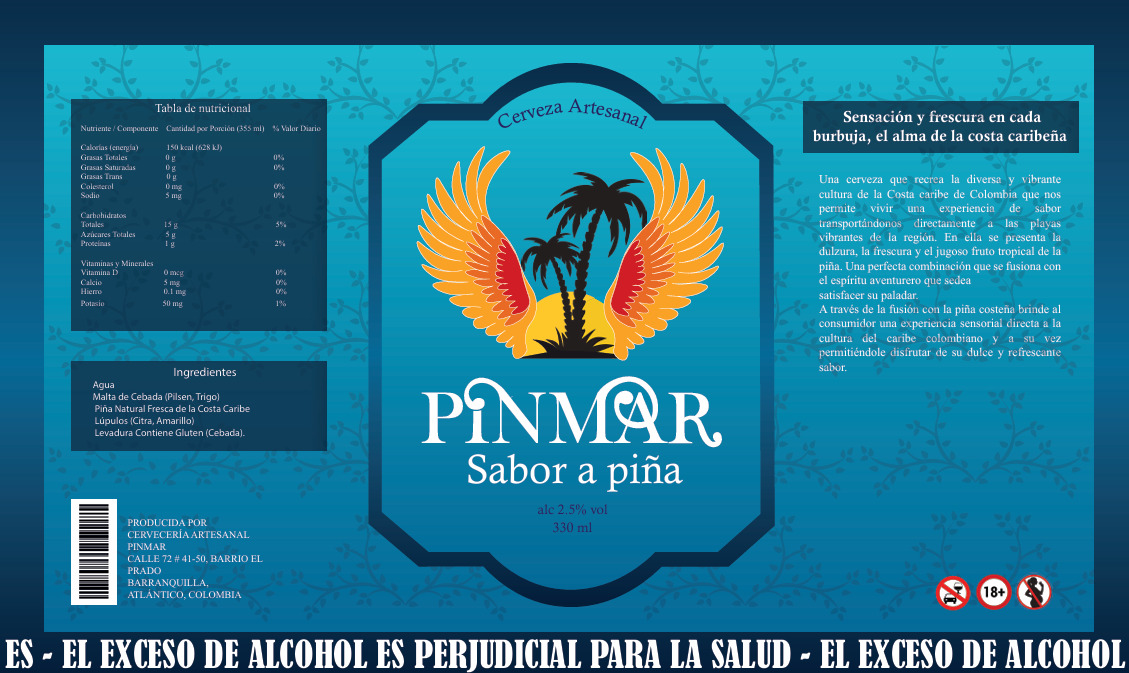 Tabla de nutricional
Nutriente / Componente Cantidad por Porción (355 ml) % Valor Diario
Calorías (energía) 150 kcal (628 kJ)
Grasas Totales 0 g 0%
Grasas Saturadas 0 g 0%
Grasas Trans 0 g
Colesterol 0 mg 0%
Sodio 5 mg 0%
Carbohidratos
Totales 15 g 5%
Azúcares Totales 5 g
Proteínas 1 g 2%
Vitaminas y Minerales
Vitamina D 0 mcg 0%
Calcio 5 mg 0%
Hierro 0.1 mg 0%
Potasio 50 mg 1%
Ingredientes
Agua
Malta de Cebada (Pilsen, Trigo)
Piña Natural Fresca de la Costa Caribe
Lúpulos (Citra, Amarillo)
Levadura Contiene Gluten (Cebada).
PRODUCIDA POR
CERVECERÍA ARTESANAL
PINMAR
CALLE 72 # 41-50, BARRIO EL
PRADO
BARRANQUILLA,
ATLÁNTICO, COLOMBIA
Cerveza Artesanal
PiNMAR
Sabor a piña
alc 2.5% vol
330 ml
Sensación y frescura en cada
burbuja, el alma de la costa caribeña
Una cerveza que recrea la diversa y vibrante
cultura de la Costa caribe de Colombia que nos
permite vivir una experiencia de sabor
transportándonos directamente a las playas
vibrantes de la región. En ella se presenta la
dulzura, la frescura y el jugoso fruto tropical de la
piña. Una perfecta combinación que se fusiona con
el espíritu aventurero que sedea
satisfacer su paladar.
A través de la fusión con la piña costeña brinde al
consumidor una experiencia sensorial directa a la
cultura del caribe colombiano y a su vez
permitiéndole disfrutar de su dulce y refrescante
sabor.
18+
ES - EL EXCESO DE ALCOHOL ES PERJUDICIAL PARA LA SALUD - EL EXCESO DE ALCOHOL